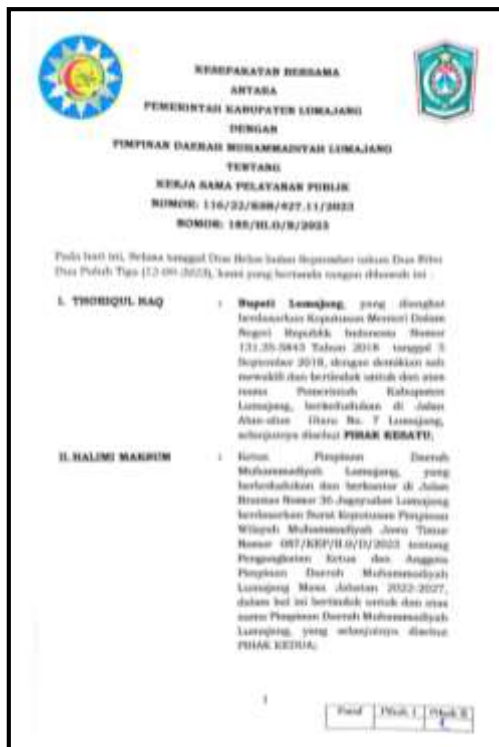 KESEPAKATAN BERSAMA
ANTARA
PEMERINTAH KABUPATEN LUMAJANG
DENGAN
PIMPINAN DAERAH MUHAMMADIYAH LUMAJANG
TENTANG
KERJA SAMA PELAYANAN PUBLIK
NOMOR: 116/22/KSB/427.11/2023
NOMOR: 185/III.0/B/2023
Pada hari ini, Selasa tanggal Dua Belas bulan September tahun Dua Ribu
Dua Puluh Tiga (12-09-2023), kami yang bertanda tangan dibawah ini :
I. THORIQUL HAQ : Bupati Lumajang, yang diangkat
berdasarkan Keputusan Menteri Dalam
Negeri Republik Indonesia Nomor
131.35-5843 Tahun 2018 tanggal 5
September 2018, dengan demikian sah
mewakili dan bertindak untuk dan atas
nama Pemerintah Kabupaten
Lumajang, berkedudukan di Jalan
Alun-alun Utara No. 7 Lumajang,
selanjutnya disebut PIHAK KESATU;
II. HALIMI MAKRUM : Ketua Pimpinan Daerah
Muhammadiyah Lumajang, yang
berkedudukan dan berkantor di Jalan
Brantas Nomor 36 Jogoyudan Lumajang
berdasarkan Surat Keputusan Pimpinan
Wilayah Muhammadiyah Jawa Timur
Nomor 087/KEP/II.0/D/2023 tentang
Pengangkatan Ketua dan Anggota
Pimpinan Daerah Muhammadiyah
Lumajang Masa Jabatan 2022-2027,
dalam hal ini bertindak untuk dan atas
nama Pimpinan Daerah Muhammadiyah
Lumajang, yang selanjutnya disebut
PIHAK KEDUA;
1
Paraf Pihak I Pihak II